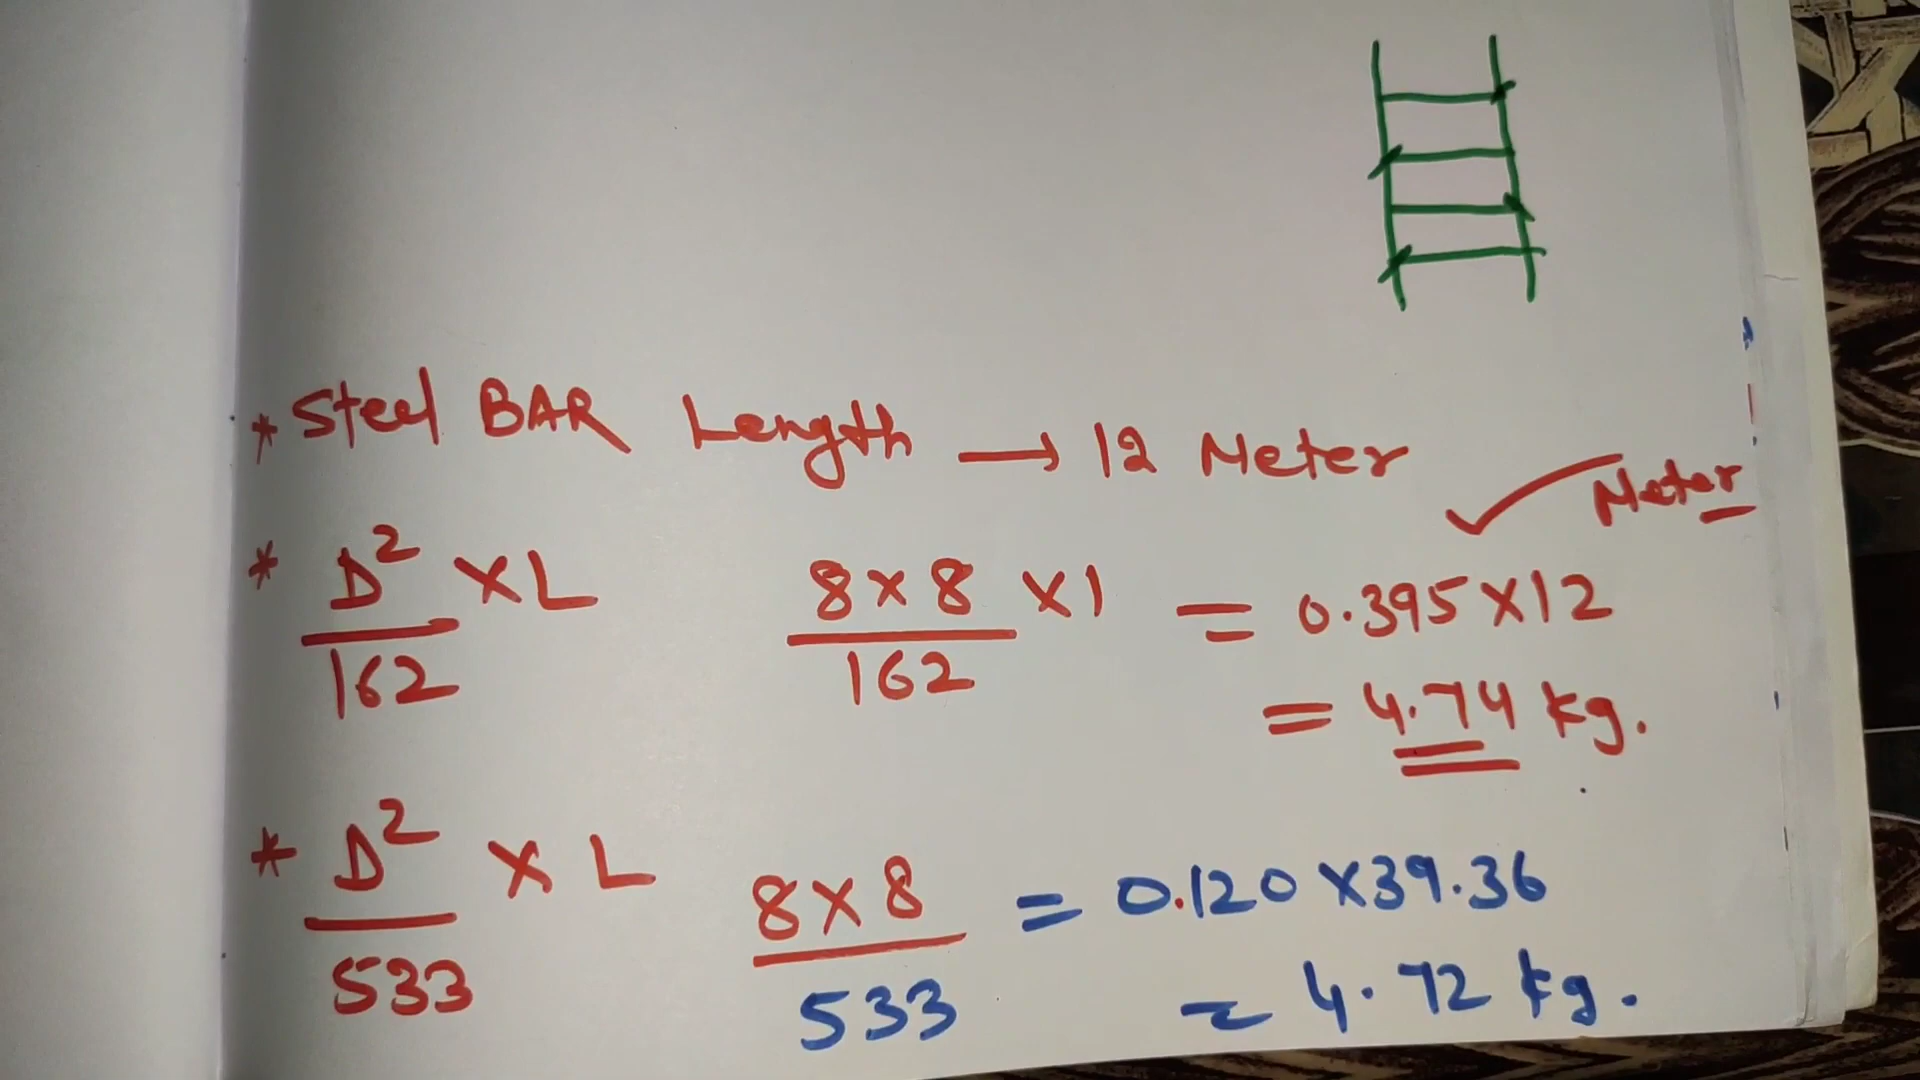 * Steel BAR Length → 12 Meter
Meter
* D² X L
162
8 x 8 x 1
162
= 0.395 X 12
= 4.74 kg.
* D² X L
533
8 X 8
533
= 0.120 X 39.36
= 4.72 kg.